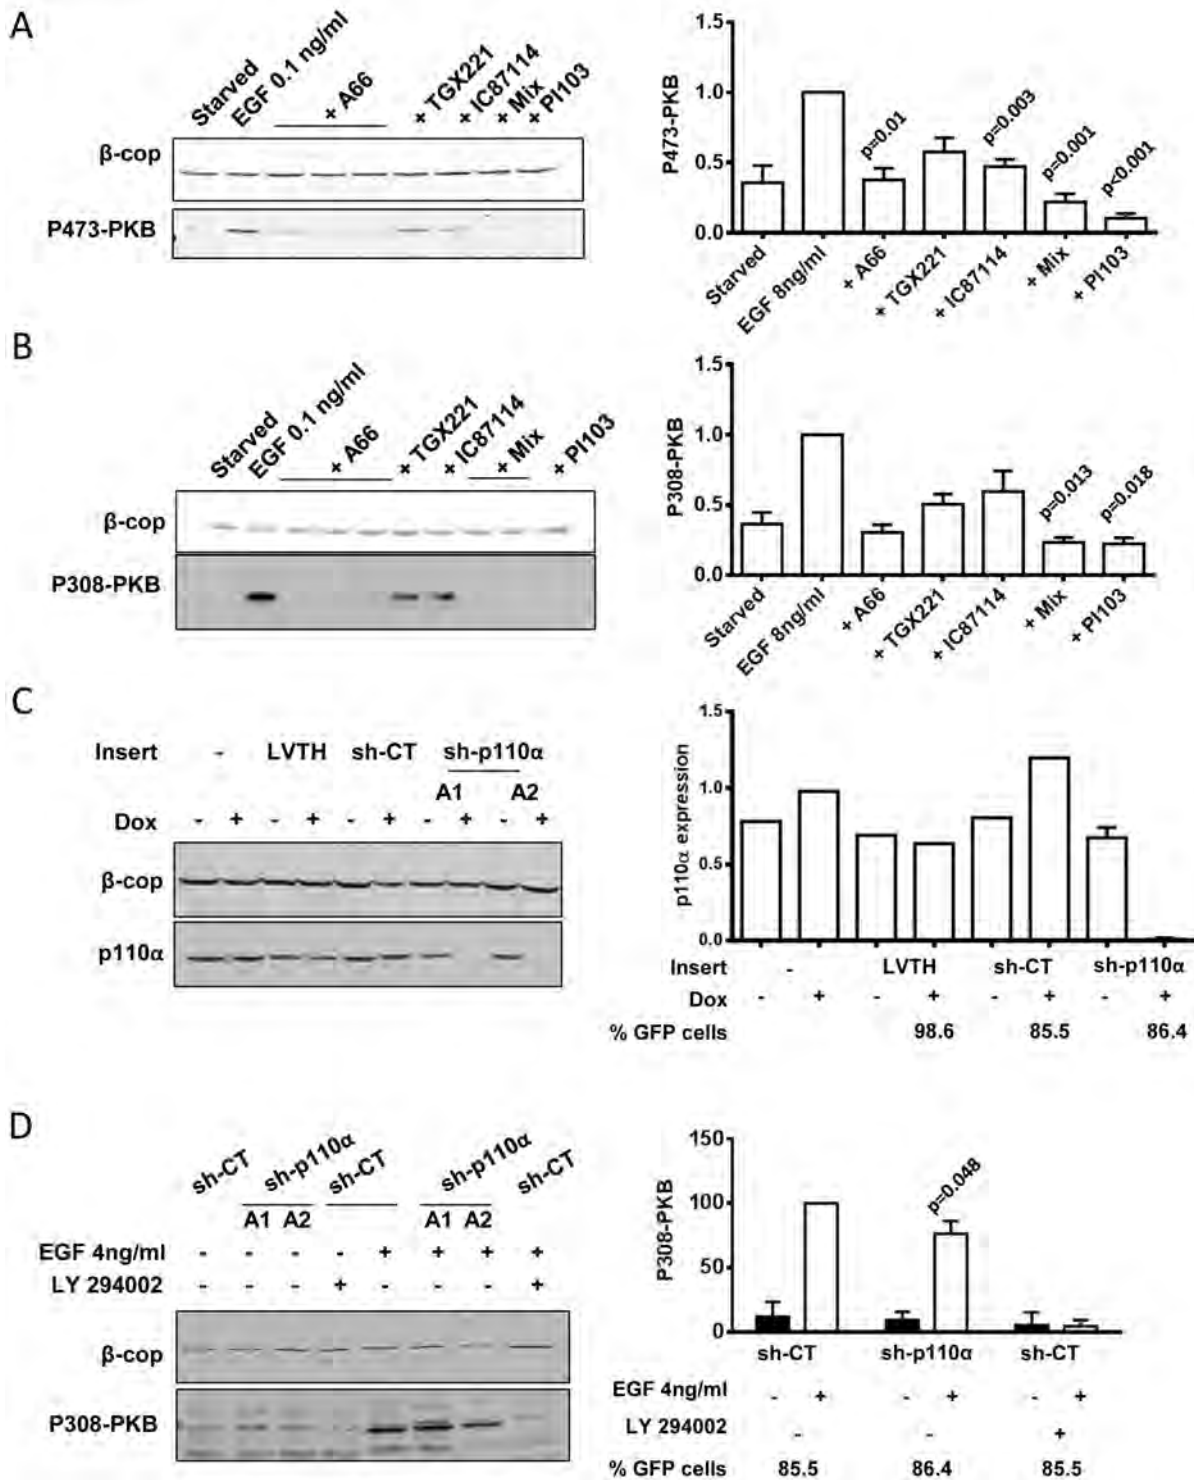 A
Starved
EGF 0.1 ng/ml
+ A66
+ TGX221
+ IC87114
+ Mix
+ PI103
β-cop
P473-PKB
P473-PKB
1.5
1.0
0.5
0.0
p=0.01
p=0.003
p=0.001
p<0.001
Starved
EGF 8ng/ml
+ A66
+ TGX221
+ IC87114
+ Mix
+ PI103
B
Starved
EGF 0.1 ng/ml
+ A66
+ TGX221
+ IC87114
+ Mix
+ PI103
β-cop
P308-PKB
P308-PKB
1.5
1.0
0.5
0.0
p=0.013
p=0.018
Starved
EGF 8ng/ml
+ A66
+ TGX221
+ IC87114
+ Mix
+ PI103
C
Insert - LVTH sh-CT sh-p110α
A1 A2
Dox - + - + - + - + - +
β-cop
p110α
p110α expression
1.5
1.0
0.5
0.0
Insert - LVTH sh-CT sh-p110α
Dox - + - + - + - +
% GFP cells 98.6 85.5 86.4
D
sh-CT sh-p110α sh-CT sh-p110α sh-CT
A1 A2 A1 A2
EGF 4ng/ml - - - - + + + +
LY 294002 - - - + - - - +
β-cop
P308-PKB
P308-PKB
150
100
50
0
p=0.048
sh-CT sh-p110α sh-CT
EGF 4ng/ml - + - + - +
LY 294002 - - +
% GFP cells 85.5 86.4 85.5